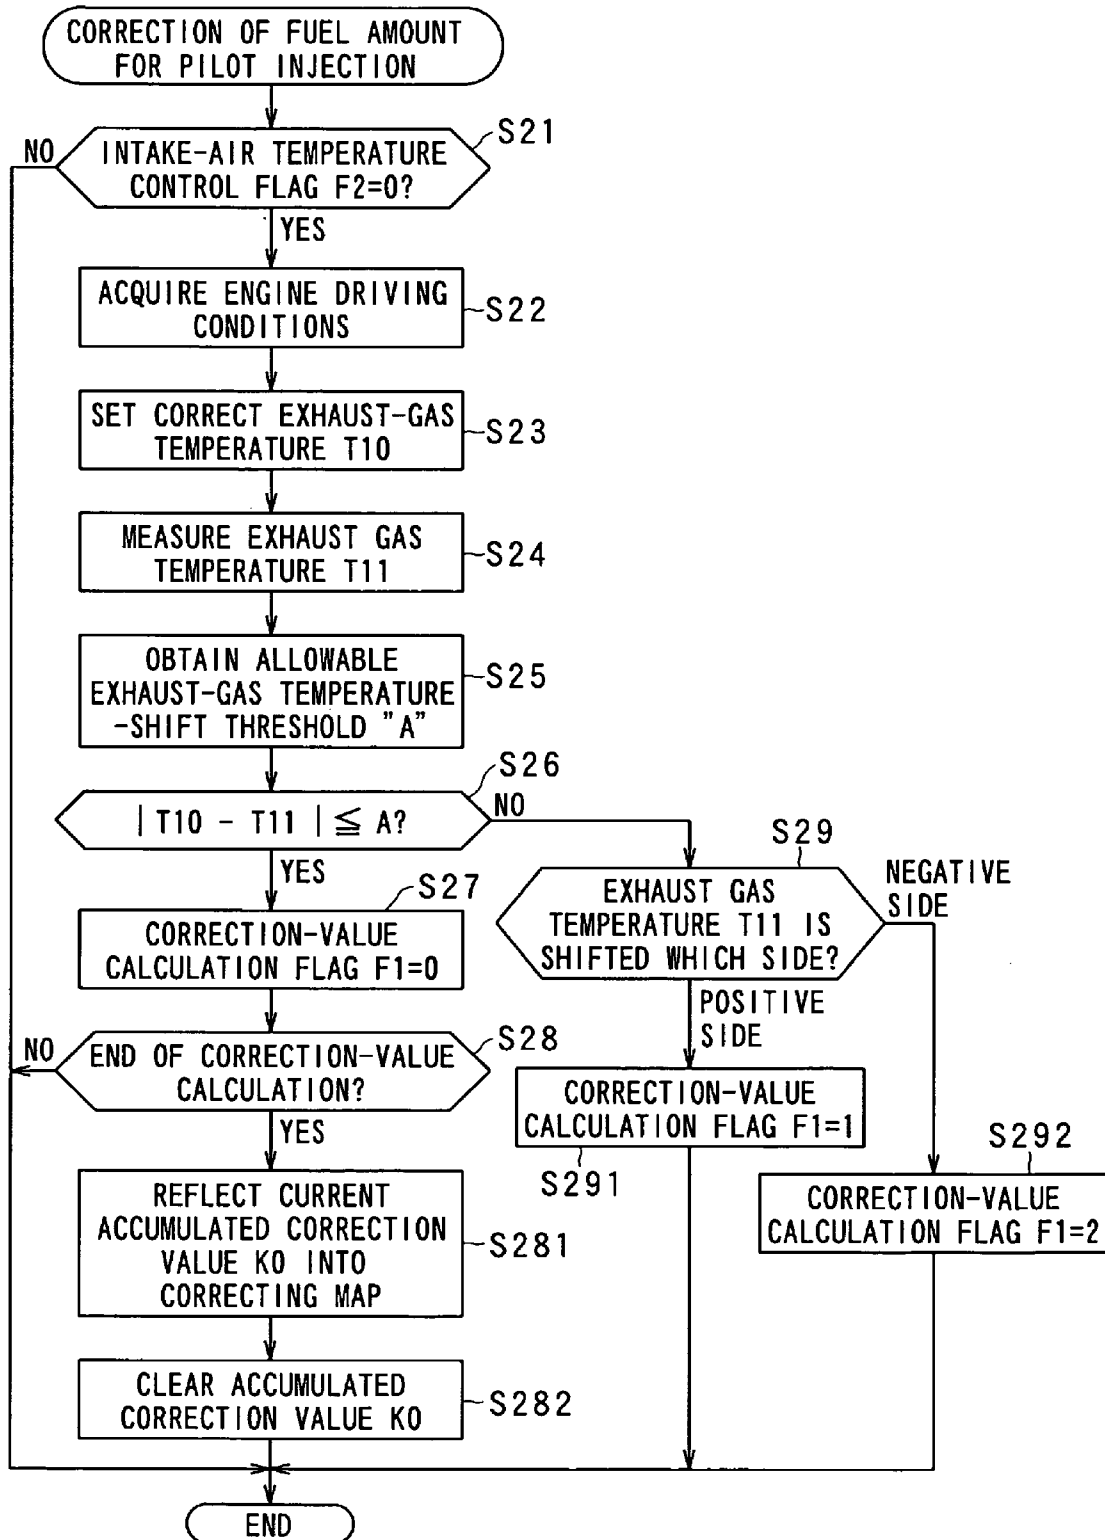 CORRECTION OF FUEL AMOUNT
FOR PILOT INJECTION
S21
NO
INTAKE-AIR TEMPERATURE
CONTROL FLAG F2=0?
YES
ACQUIRE ENGINE DRIVING
CONDITIONS
S22
SET CORRECT EXHAUST-GAS
TEMPERATURE T10
S23
MEASURE EXHAUST GAS
TEMPERATURE T11
S24
OBTAIN ALLOWABLE
EXHAUST-GAS TEMPERATURE
-SHIFT THRESHOLD "A"
S25
S26
| T10 - T11 | ≦ A?
NO
YES
S29
EXHAUST GAS
TEMPERATURE T11 IS
SHIFTED WHICH SIDE?
NEGATIVE
SIDE
POSITIVE
SIDE
S27
CORRECTION-VALUE
CALCULATION FLAG F1=0
NO
END OF CORRECTION-VALUE
CALCULATION?
S28
YES
CORRECTION-VALUE
CALCULATION FLAG F1=1
S291
S292
CORRECTION-VALUE
CALCULATION FLAG F1=2
REFLECT CURRENT
ACCUMULATED CORRECTION
VALUE K0 INTO
CORRECTING MAP
S281
CLEAR ACCUMULATED
CORRECTION VALUE K0
S282
END